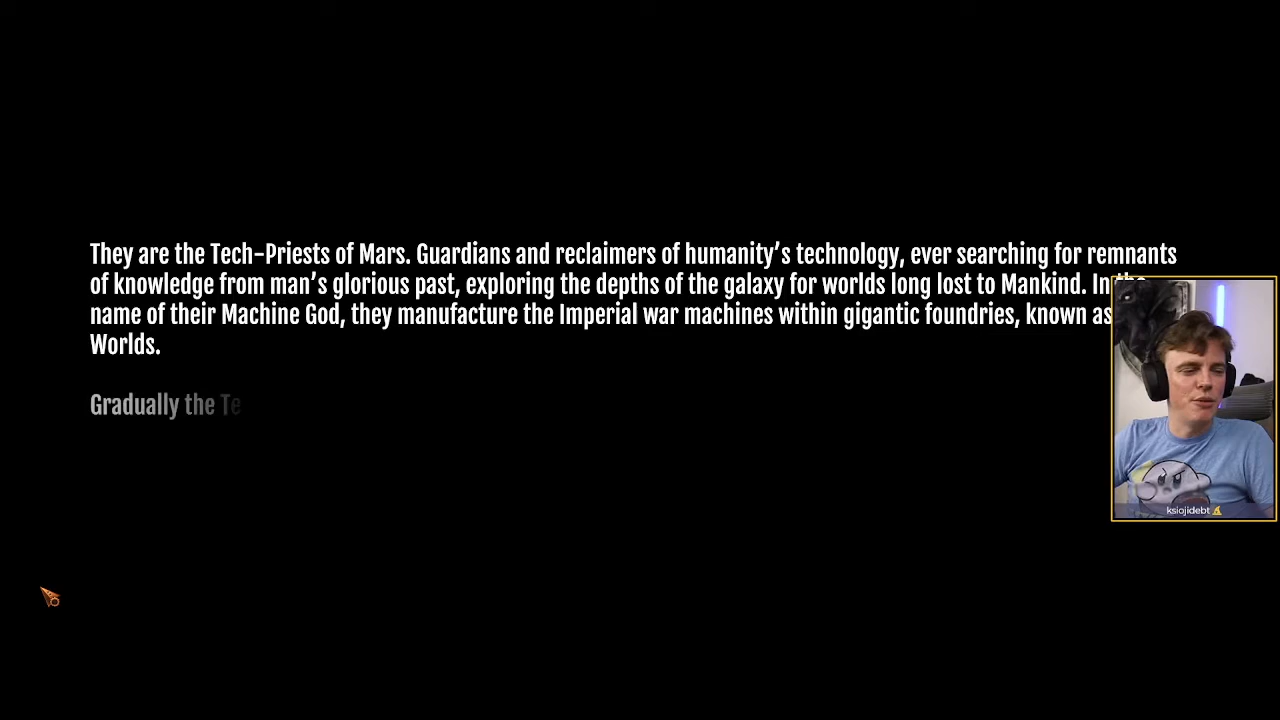 They are the Tech-Priests of Mars. Guardians and reclaimers of humanity's technology, ever searching for remnants
of knowledge from man's glorious past, exploring the depths of the galaxy for worlds long lost to Mankind. In the
name of their Machine God, they manufacture the Imperial war machines within gigantic foundries, known as
Worlds.
Gradually the Te
ksiojidebt